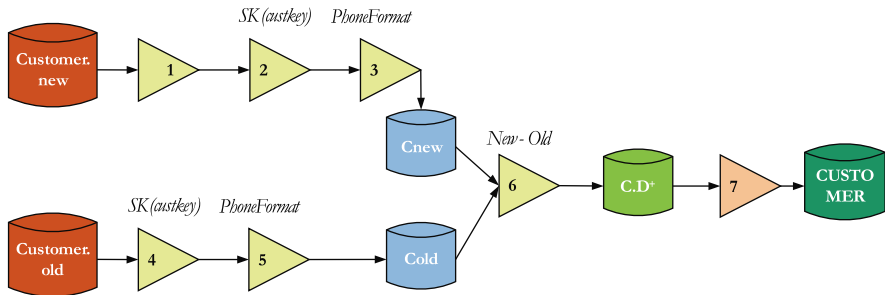 SK(custkey) PhoneFormat
Customer.
new
1
2
3
Cnew
New-Old
6
C.D⁺
7
CUSTO
MER
SK(custkey) PhoneFormat
Customer.
old
4
5
Cold